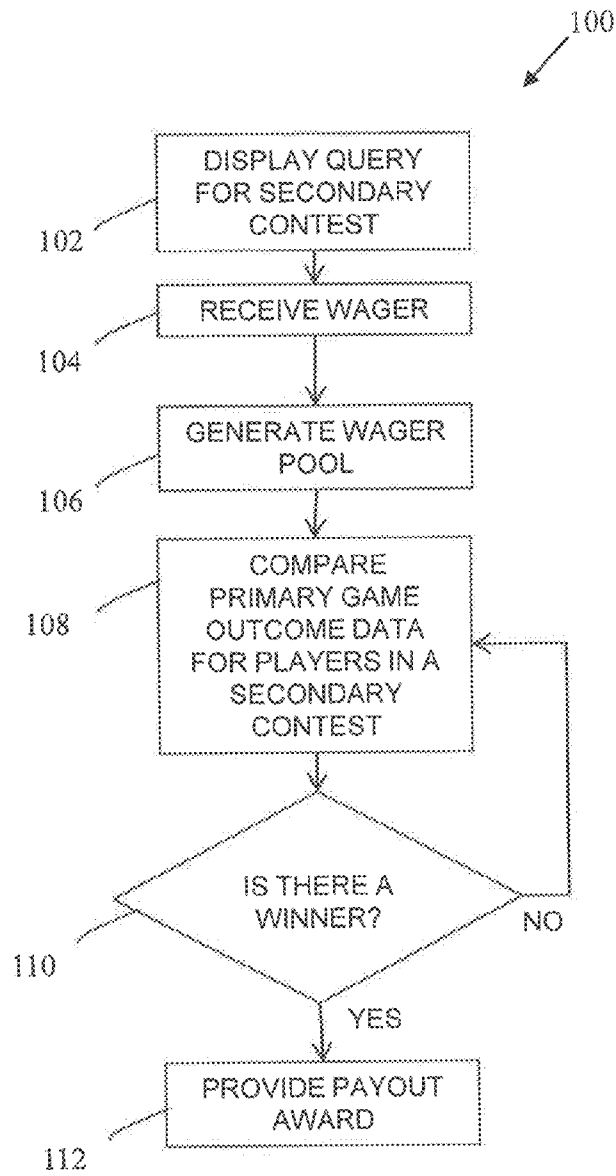 100
DISPLAY QUERY
FOR SECONDARY
CONTEST
102
RECEIVE WAGER
104
GENERATE WAGER
POOL
106
COMPARE
PRIMARY GAME
OUTCOME DATA
FOR PLAYERS IN A
SECONDARY
CONTEST
108
IS THERE A
WINNER?
NO
110
YES
PROVIDE PAYOUT
AWARD
112